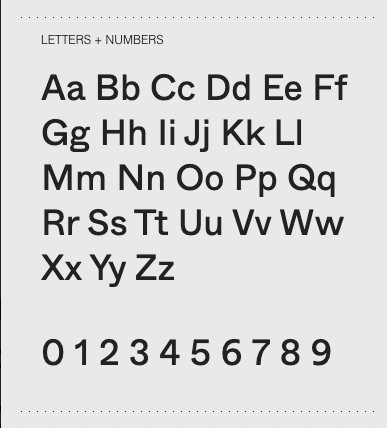 LETTERS + NUMBERS
Aa Bb Cc Dd Ee Ff
Gg Hh Ii Jj Kk Ll
Mm Nn Oo Pp Qq
Rr Ss Tt Uu Vv Ww
Xx Yy Zz
0 1 2 3 4 5 6 7 8 9